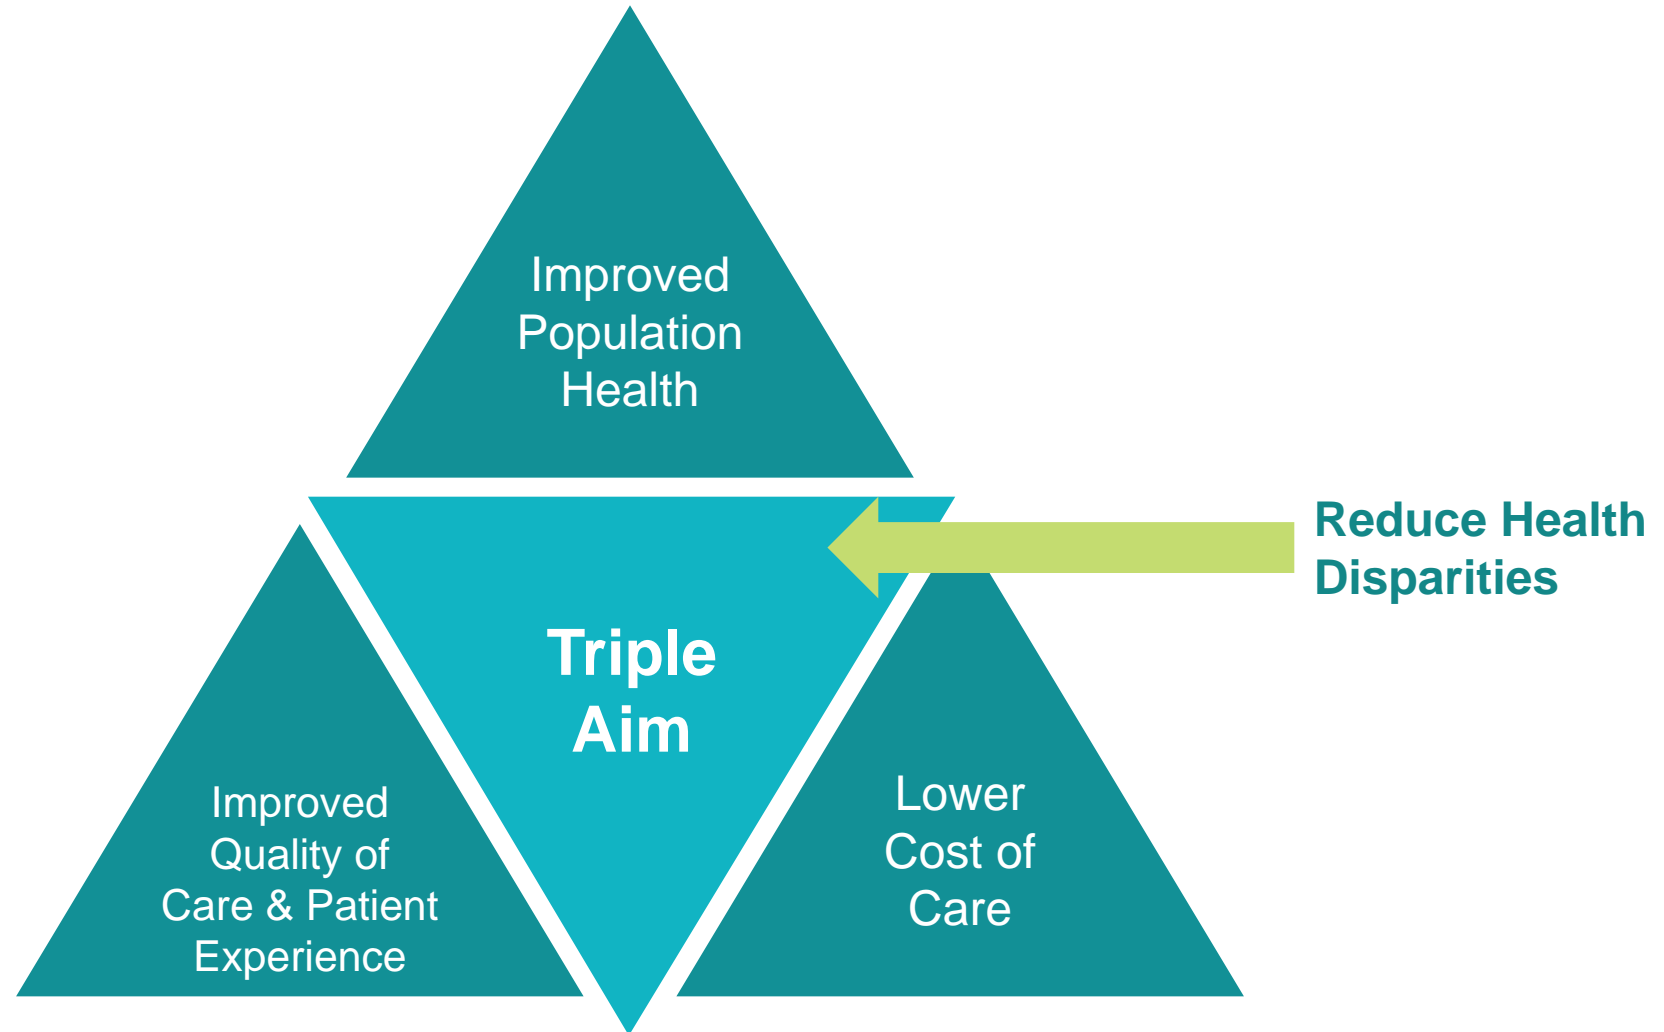 Improved
Population
Health
Reduce Health
Disparities
Triple
Aim
Improved
Quality of
Care & Patient
Experience
Lower
Cost of
Care